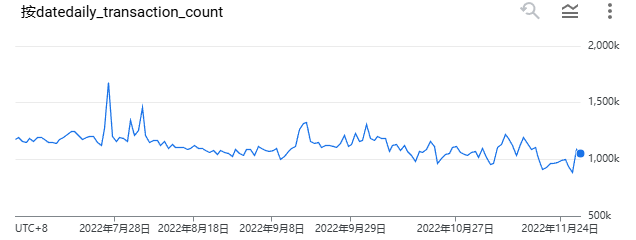 按datedaily_transaction_count
2,000k
1,500k
1,000k
500k
UTC+8 2022年7月28日 2022年8月18日 2022年9月8日 2022年9月29日 2022年10月27日 2022年11月24日